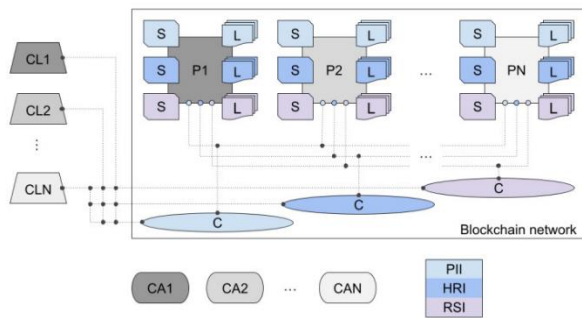 S L S L S L
CL1 P1 P2 PN
S L S L ... S L
CL2
S L S L S L
...
...
CLN
C
C
C
Blockchain network
CA1 CA2 ... CAN
PII
HRI
RSI